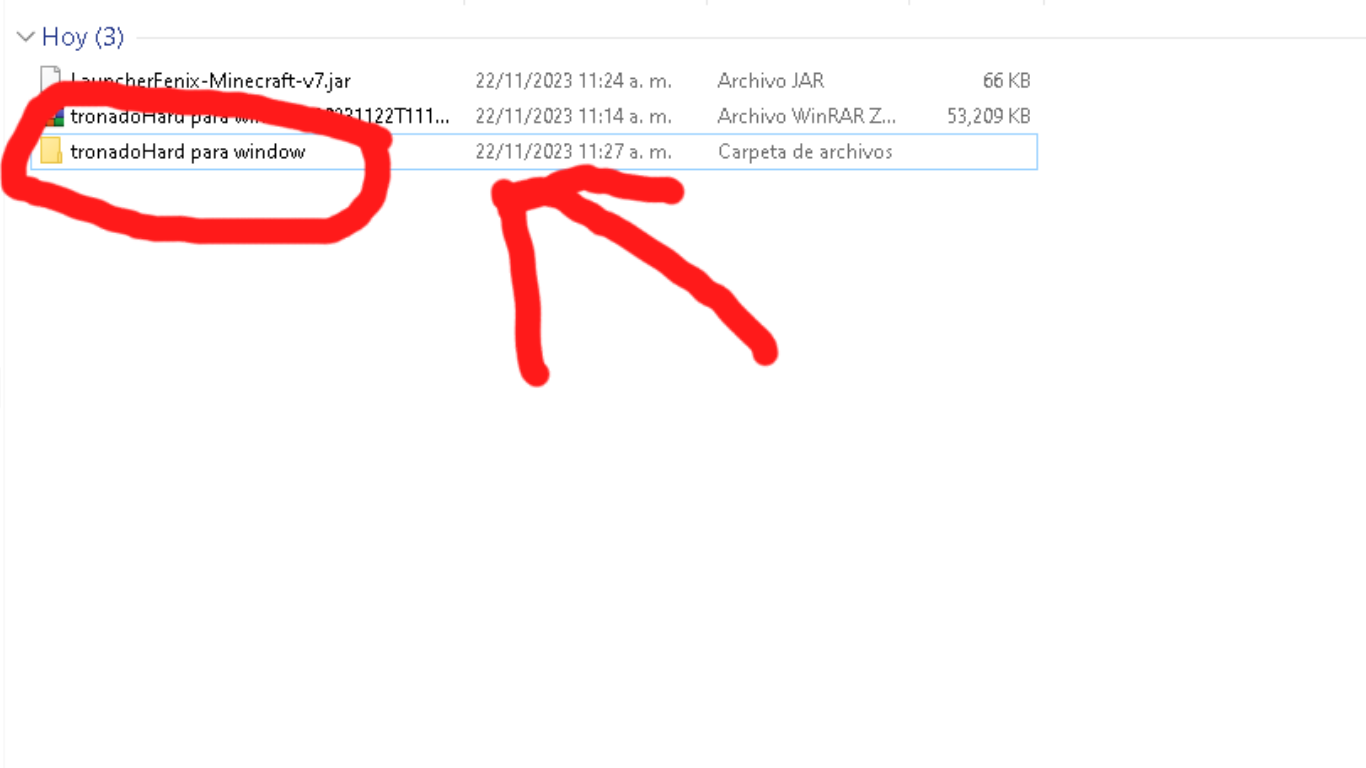 Hoy (3)
LauncherFenix-Minecraft-v7.jar 22/11/2023 11:24 a. m. Archivo JAR 66 KB
tronadoHard para 231122T111... 22/11/2023 11:14 a. m. Archivo WinRAR Z... 53,209 KB
tronadoHard para window 22/11/2023 11:27 a. m. Carpeta de archivos